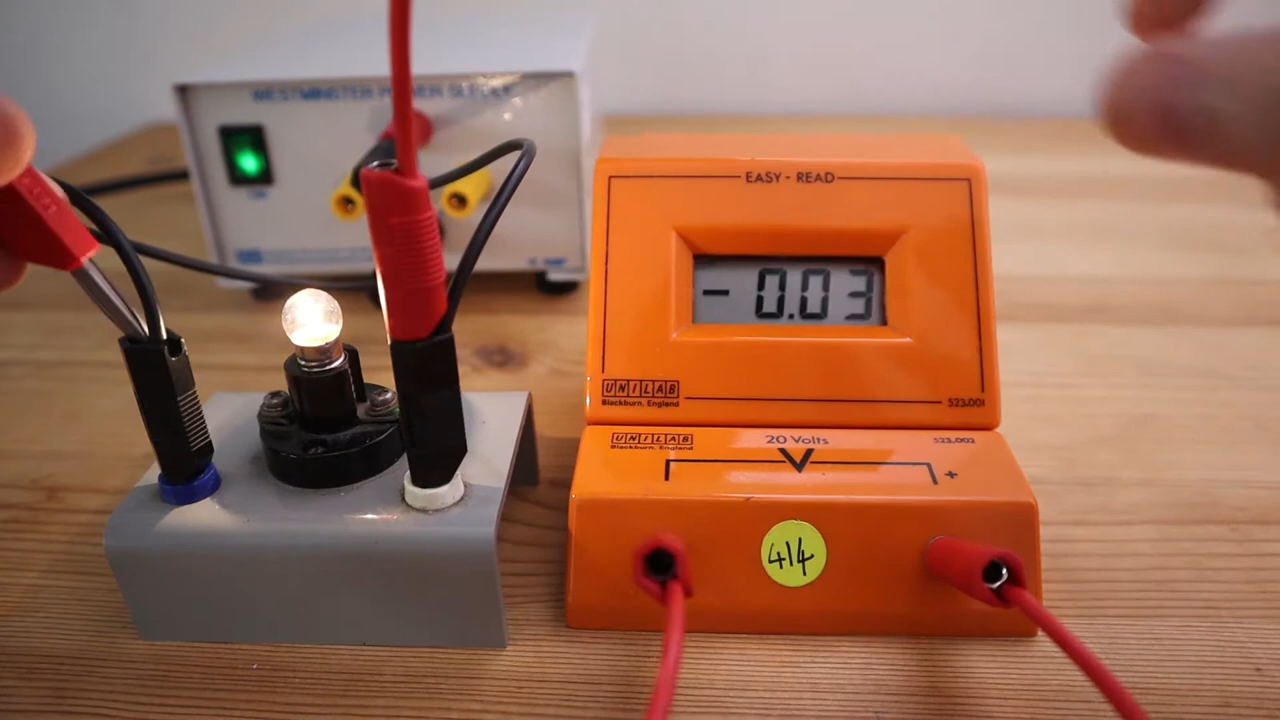 WESTMINSTER POWER SUPPLY
EASY - READ
- 0.03
UNILAB
Blackburn, England
523.001
UNILAB
Blackburn, England
20 Volts
523.002
V
+
414